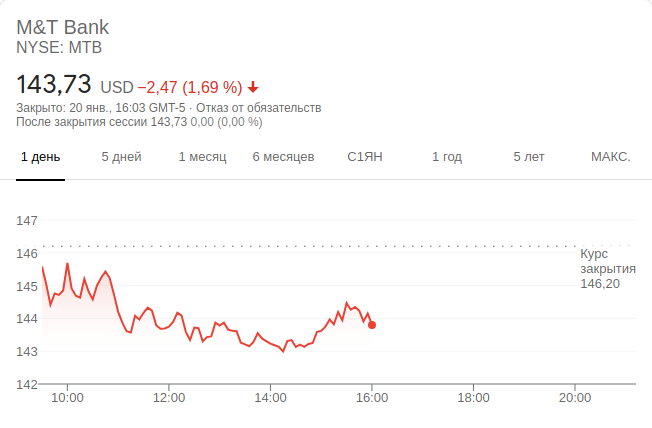 M&T Bank
NYSE: MTB
143,73 USD −2,47 (1,69 %)
Закрыто: 20 янв., 16:03 GMT-5 · Отказ от обязательств
После закрытия сессии 143,73 0,00 (0,00 %)
1 день 5 дней 1 месяц 6 месяцев С1ЯН 1 год 5 лет МАКС.
147
146
145
144
143
142
Курс
закрытия
146,20
10:00 12:00 14:00 16:00 18:00 20:00